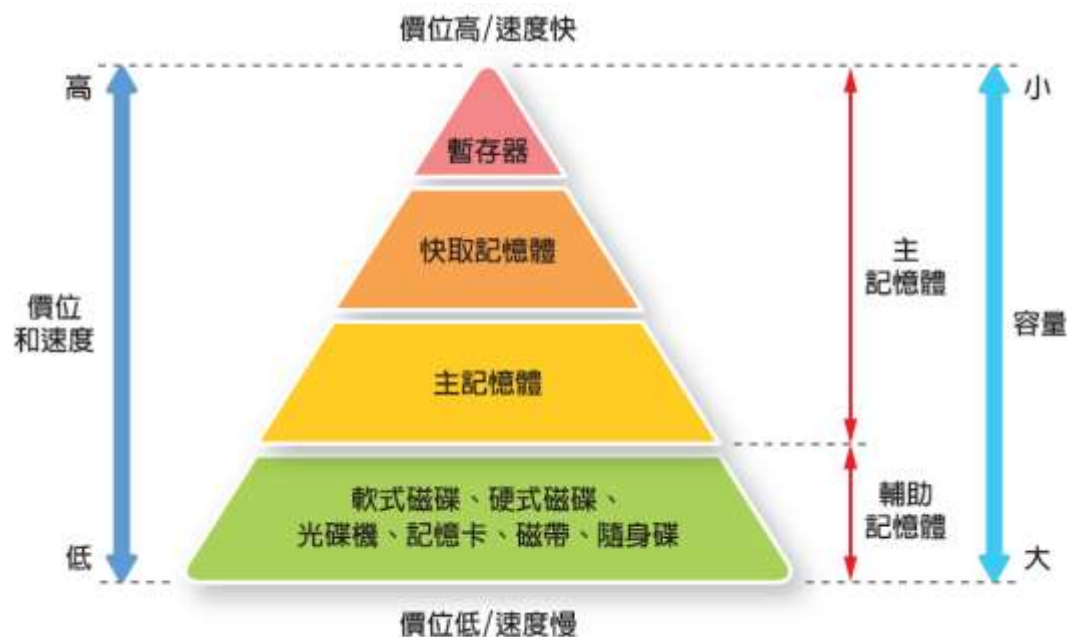 價位高/速度快
高
小
暫存器
快取記憶體
主
記憶體
價位
和速度
容量
主記憶體
軟式磁碟、硬式磁碟、
光碟機、記憶卡、磁帶、隨身碟
輔助
記憶體
低
大
價位低/速度慢